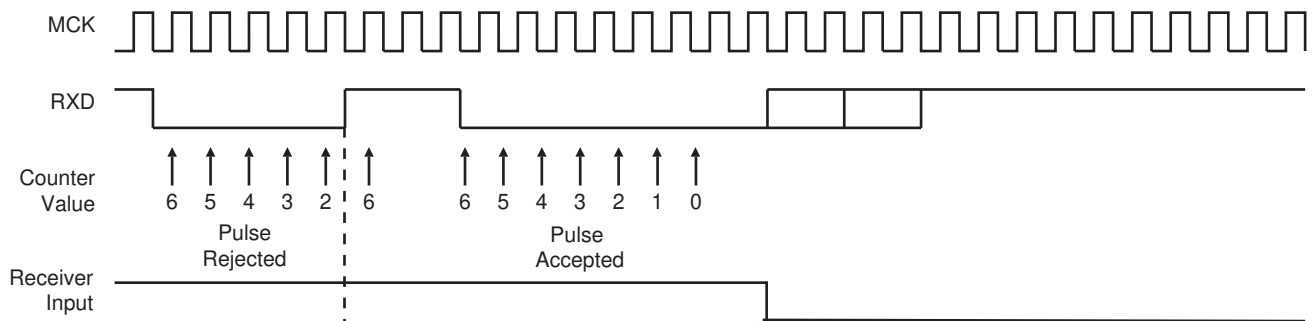 MCK
RXD
Counter
Value
6 5 4 3 2 6 6 5 4 3 2 1 0
Pulse
Rejected
Pulse
Accepted
Receiver
Input